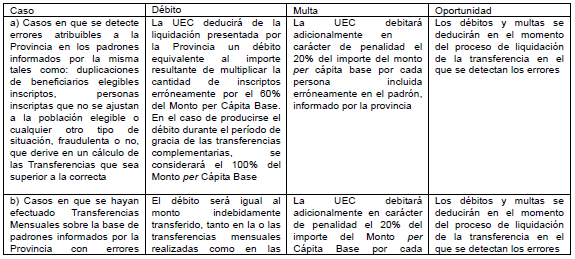 Caso
Débito
Multa
Oportunidad
a) Casos en que se detecte
errores atribuibles a la
Provincia en los padrones
informados por la misma
tales como: duplicaciones
de beneficiarios elegibles
inscriptos, personas
inscriptas que no se ajustan
a la población elegible o
cualquier otro tipo de
situación, fraudulenta o no,
que derive en un cálculo de
las Transferencias que sea
superior a la correcta
La UEC deducirá de la
liquidación presentada por
la Provincia un débito
equivalente al importe
resultante de multiplicar la
cantidad de inscriptos
erróneamente por el 60%
del Monto per Cápita Base.
En el caso de producirse el
débito durante el período de
gracia de las transferencias
complementarias, se
considerará el 100% del
Monto per Cápita Base
La UEC debitará
adicionalmente en
carácter de penalidad el
20% del importe del monto
per cápita base por cada
persona incluida
erróneamente en el padrón,
informado por la provincia
Los débitos y multas se
deducirán en el momento
del proceso de liquidación
de la transferencia en el
que se detectan los errores
b) Casos en que se hayan
efectuado Transferencias
Mensuales sobre la base de
padrones informados por la
Provincia con errores
El débito será igual al
monto indebidamente
transferido, tanto en la o las
transferencias mensuales
realizadas como en las
La UEC debitará
adicionalmente en carácter
de penalidad el 20% del
importe del Monto per
Cápita Base por cada
Los débitos y multas se
deducirán en el momento
del proceso de liquidación
de la transferencia en el
que se detectan los errores